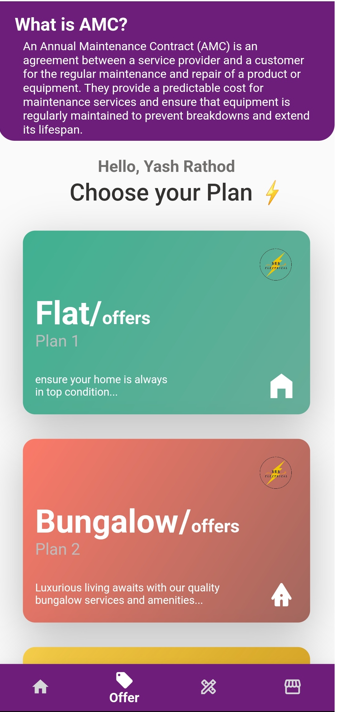 What is AMC?
An Annual Maintenance Contract (AMC) is an
agreement between a service provider and a customer
for the regular maintenance and repair of a product or
equipment. They provide a predictable cost for
maintenance services and ensure that equipment is
regularly maintained to prevent breakdowns and extend
its lifespan.
Hello, Yash Rathod
Choose your Plan ⚡
Flat/offers
Plan 1
ensure your home is always
in top condition...
Bungalow/offers
Plan 2
Luxurious living awaits with our quality
bungalow services and amenities...
Offer